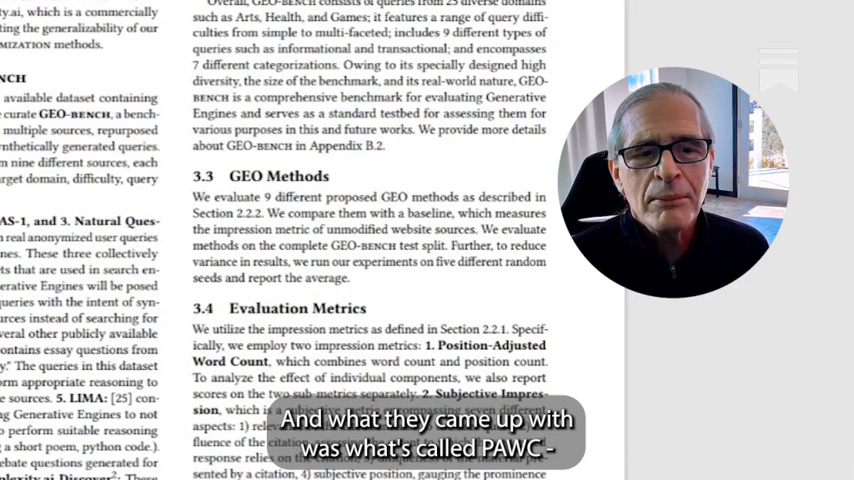 y.ai, which is a commercially
ting the generalizability of our
MIZATION methods.
NCH
available dataset containing
curate GEO-BENCH, a bench-
multiple sources, repurposed
nthetically generated queries.
m nine different sources, each
rget domain, difficulty, query
AS-1, and 3. Natural Ques-
n real anonymized user queries
nes. These three collectively
ts that are used in search en-
erative Engines will be posed
ueries with the intent of syn-
urces instead of searching for
everal other publicly available
ontains essay questions from
y." The queries in this dataset
orm appropriate reasoning to
e sources. 5. LIMA: [25] con-
ng Generative Engines to not
o perform suitable reasoning
g a short poem, python code.).
ebate questions generated for
plexity.ai Discover2: These
Overall, GEO-BENCH consists of queries from 25 diverse domains
such as Arts, Health, and Games; it features a range of query diffi-
culties from simple to multi-faceted; includes 9 different types of
queries such as informational and transactional; and encompasses
7 different categorizations. Owing to its specially designed high
diversity, the size of the benchmark, and its real-world nature, GEO-
BENCH is a comprehensive benchmark for evaluating Generative
Engines and serves as a standard testbed for assessing them for
various purposes in this and future works. We provide more details
about GEO-BENCH in Appendix B.2.
3.3 GEO Methods
We evaluate 9 different proposed GEO methods as described in
Section 2.2.2. We compare them with a baseline, which measures
the impression metric of unmodified website sources. We evaluate
methods on the complete GEO-BENCH test split. Further, to reduce
variance in results, we run our experiments on five different random
seeds and report the average.
3.4 Evaluation Metrics
We utilize the impression metrics as defined in Section 2.2.1. Specif-
ically, we employ two impression metrics: 1. Position-Adjusted
Word Count, which combines word count and position count.
To analyze the effect of individual components, we also report
scores on the two sub-metrics separately. 2. Subjective Impres-
sion, which is a subjective metric encompassing seven different
aspects: 1) rele
fluence of the citation
response relies
sented by a citation, 4) subjective position, gauging the prominence
And what they came up with
was what's called PAWC -